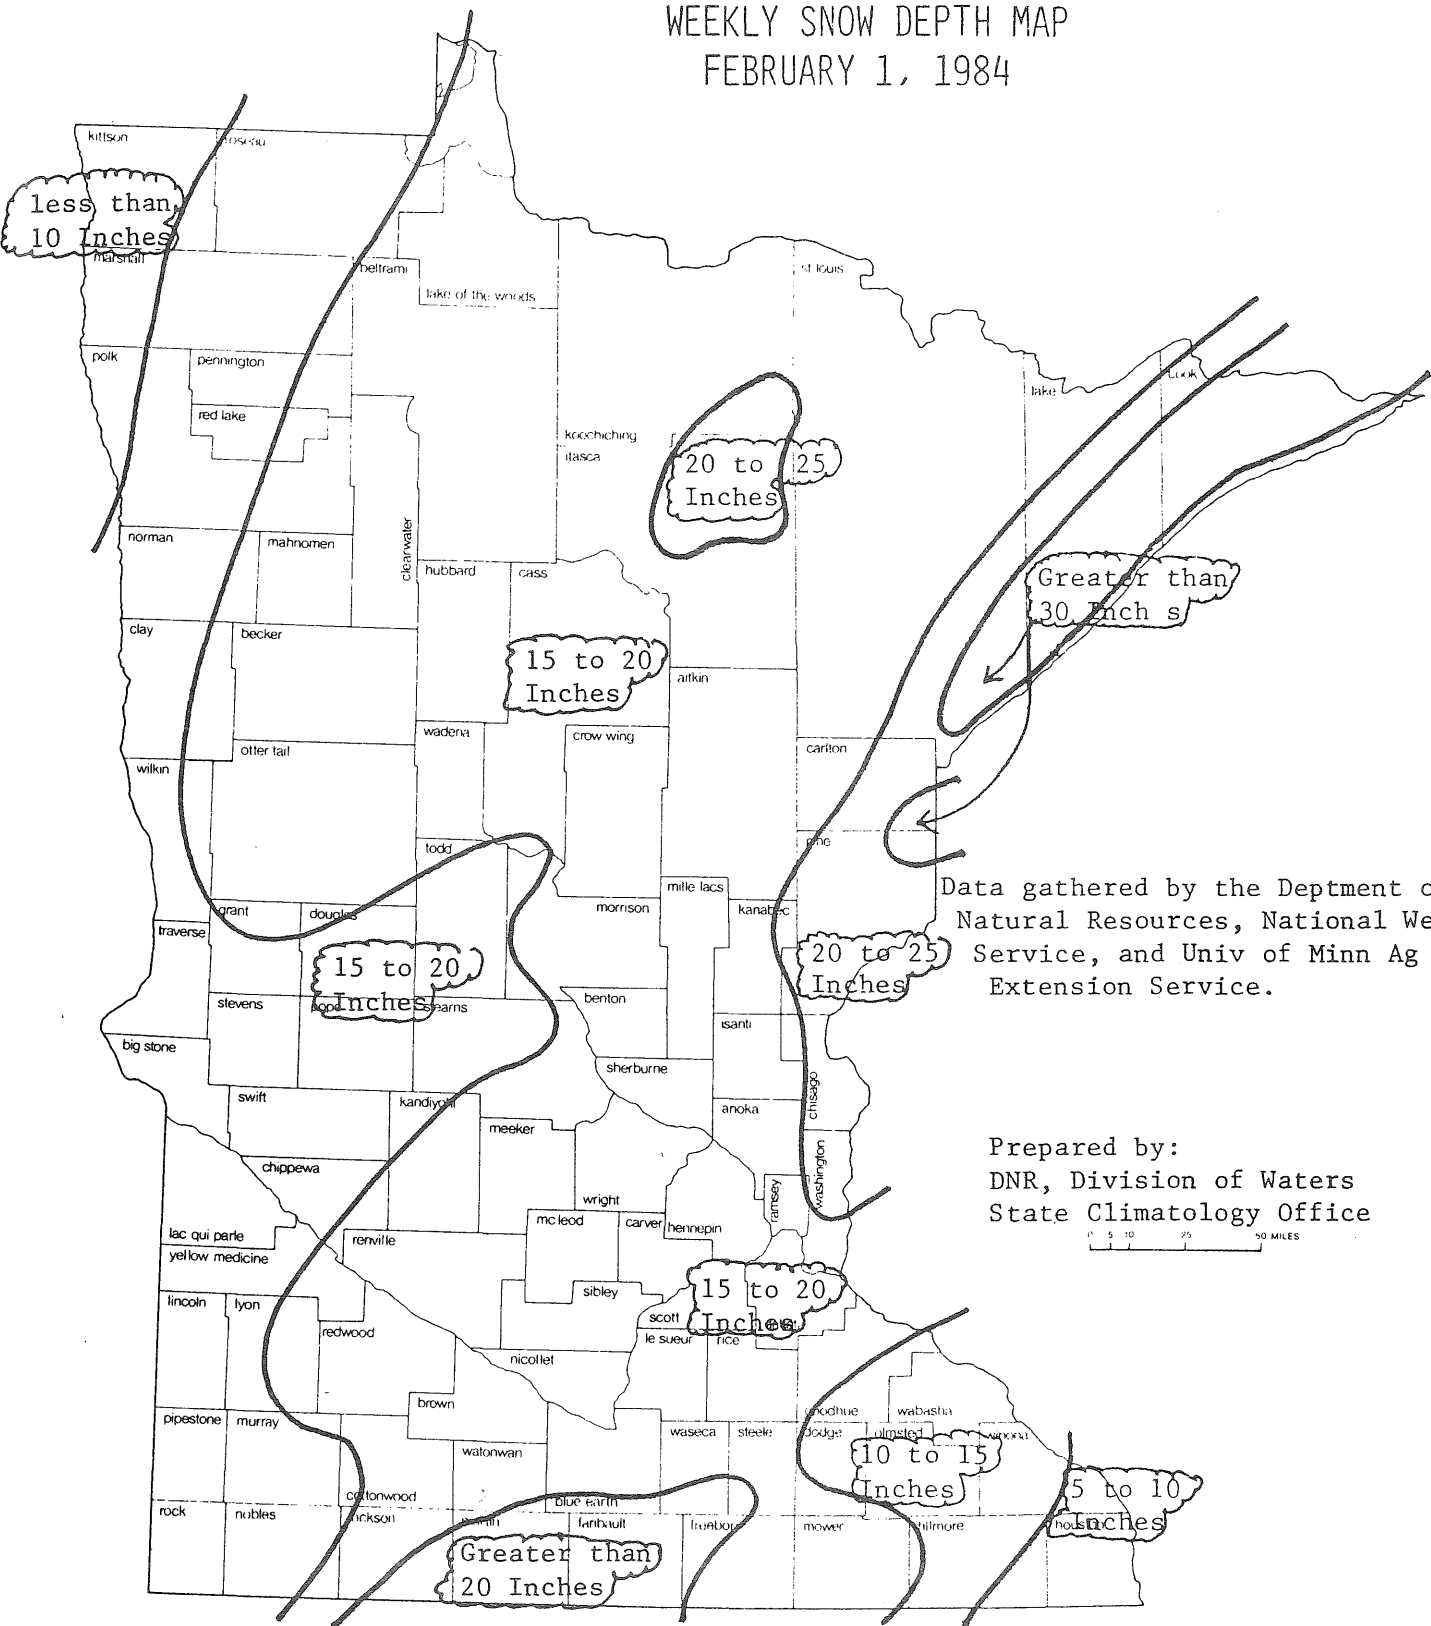 WEEKLY SNOW DEPTH MAP
FEBRUARY 1, 1984
kittson
roseau
less than
10 Inches
marshall
beltrami
lake of the woods
st louis
polk
pennington
red lake
koochiching
itasca
lake
cook
20 to 25
Inches
norman
mahnomen
clearwater
hubbard
cass
Greater than
30 Inch s
clay
becker
15 to 20
Inches
aitkin
otter tail
wadena
crow wing
carlton
wilkin
todd
pine
mille lacs
kanabec
morrison
grant
douglas
traverse
Data gathered by the Deptment o
Natural Resources, National We
Service, and Univ of Minn Ag
Extension Service.
15 to 20
Inches
20 to 25
Inches
stevens
pope
stearns
benton
isanti
big stone
sherburne
swift
kandiyohi
meeker
anoka
chisago
chippewa
wright
ramsey
washington
Prepared by:
DNR, Division of Waters
State Climatology Office
0 5 10 25 50 MILES
lac qui parle
yellow medicine
renville
mc leod
carver
hennepin
15 to 20
Inches
lincoln
lyon
redwood
sibley
scott
le sueur
rice
nicollet
brown
pipestone
murray
watonwan
waseca
steele
goodhue
dodge
wabasha
olmsted
winona
10 to 15
Inches
5 to 10
Inches
cottonwood
blue earth
rock
nobles
jackson
faribault
freeborn
mower
fillmore
houston
Greater than
20 Inches